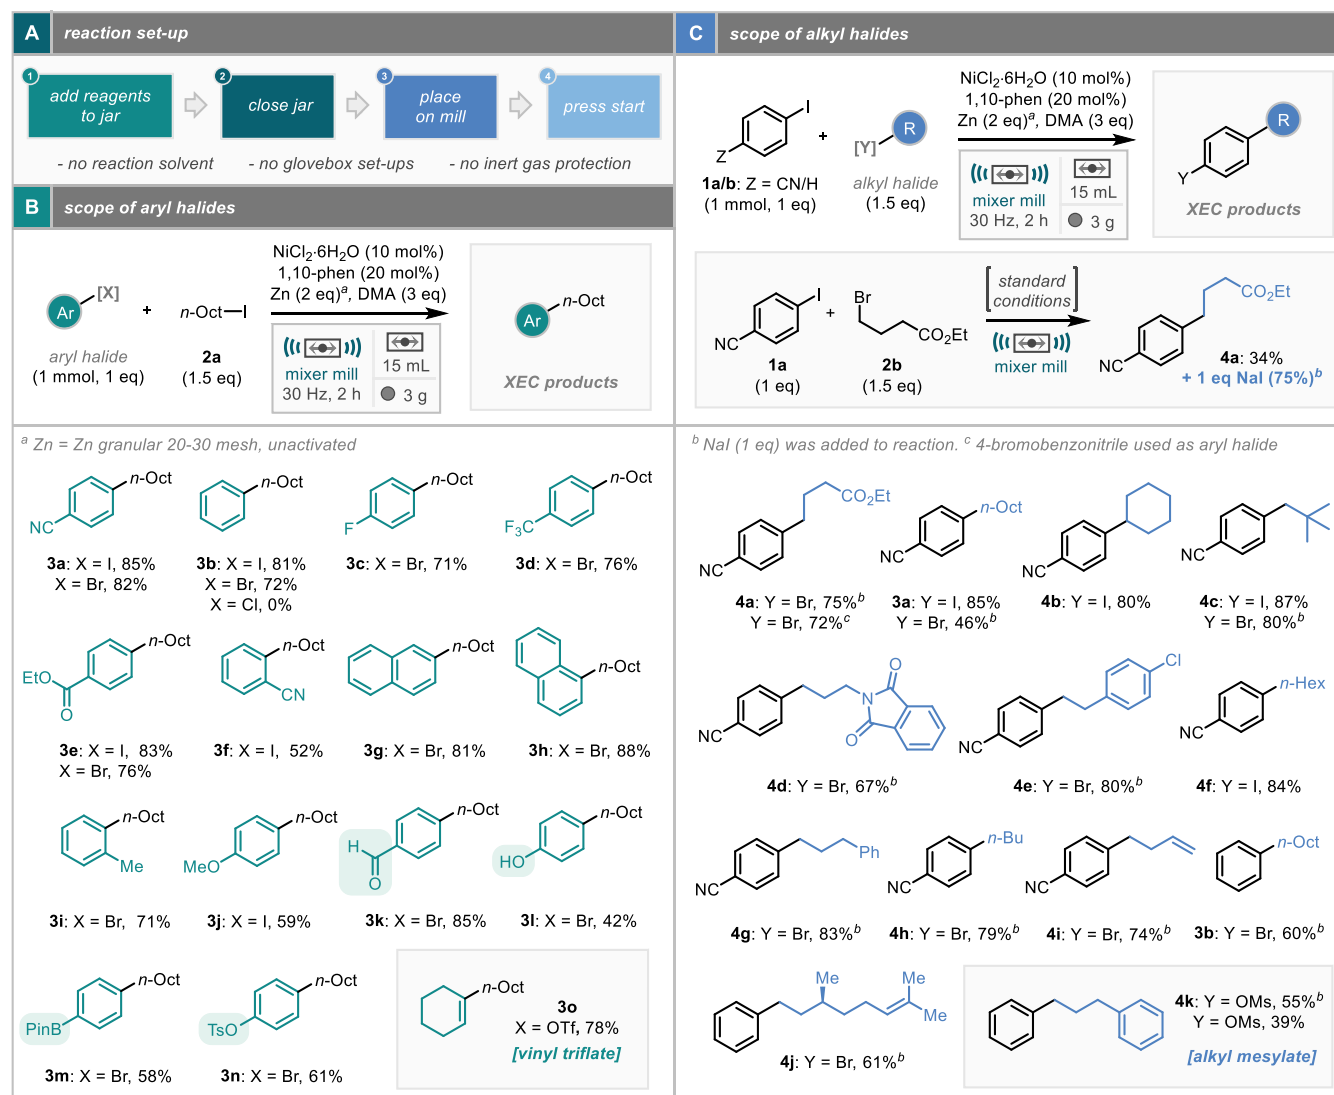 A reaction set-up
1 add reagents to jar
2 close jar
3 place on mill
4 press start
- no reaction solvent - no glovebox set-ups - no inert gas protection
B scope of aryl halides
[X]
Ar
+
n-Oct—I
aryl halide
(1 mmol, 1 eq)
2a
(1.5 eq)
NiCl2·6H2O (10 mol%)
1,10-phen (20 mol%)
Zn (2 eq)a, DMA (3 eq)
mixer mill
30 Hz, 2 h
15 mL
3 g
n-Oct
Ar
XEC products
a Zn = Zn granular 20-30 mesh, unactivated
n-Oct
NC
3a: X = I, 85%
X = Br, 82%
n-Oct
3b: X = I, 81%
X = Br, 72%
X = Cl, 0%
n-Oct
F
3c: X = Br, 71%
n-Oct
F3C
3d: X = Br, 76%
n-Oct
EtO
O
3e: X = I, 83%
X = Br, 76%
n-Oct
CN
3f: X = I, 52%
n-Oct
3g: X = Br, 81%
n-Oct
3h: X = Br, 88%
n-Oct
Me
3i: X = Br, 71%
n-Oct
MeO
3j: X = I, 59%
n-Oct
H
O
3k: X = Br, 85%
n-Oct
HO
3l: X = Br, 42%
n-Oct
PinB
3m: X = Br, 58%
n-Oct
TsO
3n: X = Br, 61%
n-Oct
3o
X = OTf, 78%
[vinyl triflate]
C scope of alkyl halides
I
Z
1a/b: Z = CN/H
(1 mmol, 1 eq)
+
R
[Y]
alkyl halide
(1.5 eq)
NiCl2·6H2O (10 mol%)
1,10-phen (20 mol%)
Zn (2 eq)a, DMA (3 eq)
mixer mill
30 Hz, 2 h
15 mL
3 g
R
Y
XEC products
I
NC
1a
(1 eq)
+
Br
CO2Et
2b
(1.5 eq)
standard
conditions
mixer mill
CO2Et
NC
4a: 34%
+ 1 eq NaI (75%)b
b NaI (1 eq) was added to reaction. c 4-bromobenzonitrile used as aryl halide
CO2Et
NC
4a: Y = Br, 75%b
Y = Br, 72%c
n-Oct
NC
3a: Y = I, 85%
Y = Br, 46%b
NC
4b: Y = I, 80%
NC
4c: Y = I, 87%
Y = Br, 80%b
O
N
O
NC
4d: Y = Br, 67%b
Cl
NC
4e: Y = Br, 80%b
n-Hex
NC
4f: Y = I, 84%
Ph
NC
4g: Y = Br, 83%b
n-Bu
NC
4h: Y = Br, 79%b
NC
4i: Y = Br, 74%b
n-Oct
3b: Y = Br, 60%b
Me
Me
Me
4j: Y = Br, 61%b
4k: Y = OMs, 55%b
Y = OMs, 39%
[alkyl mesylate]